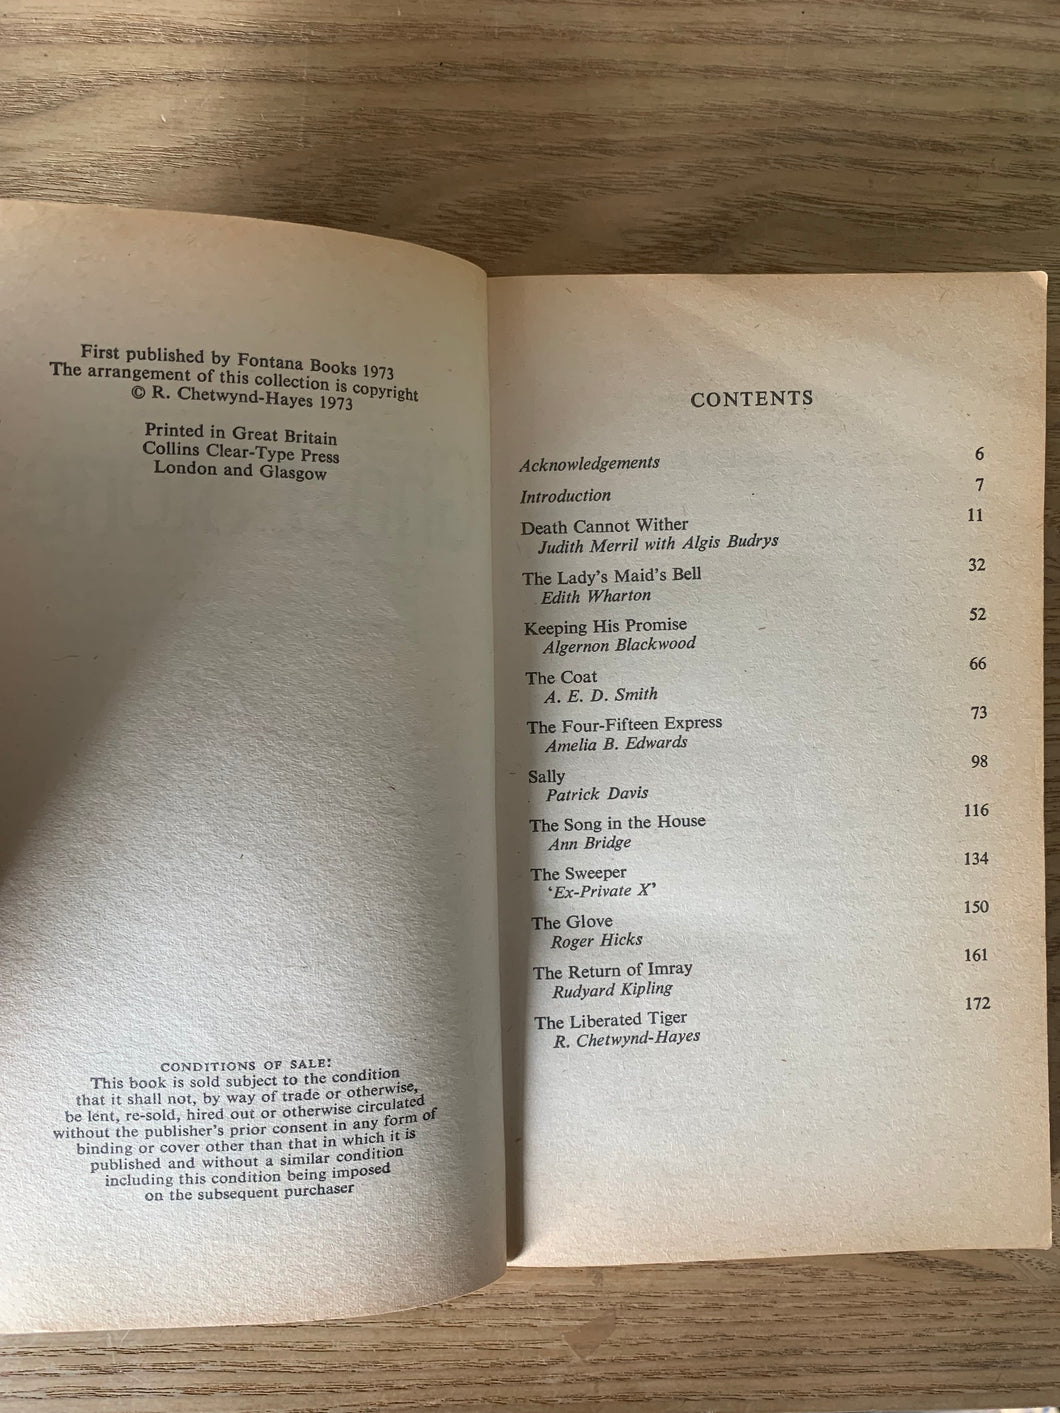 First published by Fontana Books 1973
The arrangement of this collection is copyright
© R. Chetwynd-Hayes 1973
Printed in Great Britain
Collins Clear-Type Press
London and Glasgow
CONDITIONS OF SALE:
This book is sold subject to the condition
that it shall not, by way of trade or otherwise,
be lent, re-sold, hired out or otherwise circulated
without the publisher's prior consent in any form of
binding or cover other than that in which it is
published and without a similar condition
including this condition being imposed
on the subsequent purchaser
CONTENTS
Acknowledgements 6
Introduction 7
Death Cannot Wither 11
Judith Merril with Algis Budrys
The Lady's Maid's Bell 32
Edith Wharton
Keeping His Promise 52
Algernon Blackwood
The Coat 66
A. E. D. Smith
The Four-Fifteen Express 73
Amelia B. Edwards
Sally 98
Patrick Davis
The Song in the House 116
Ann Bridge
The Sweeper 134
'Ex-Private X'
The Glove 150
Roger Hicks
The Return of Imray 161
Rudyard Kipling
The Liberated Tiger 172
R. Chetwynd-Hayes